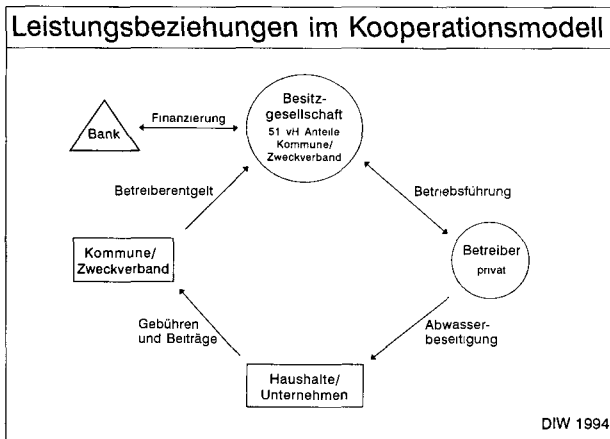 Leistungsbeziehungen im Kooperationsmodell
Besitz-
gesellschaft
51 vH Anteile
Kommune/
Zweckverband
Finanzierung
Bank
Betreiberentgelt
Betriebsführung
Kommune/
Zweckverband
Betreiber
privat
Gebühren
und Beiträge
Abwasser-
beseitigung
Haushalte/
Unternehmen
DIW 1994